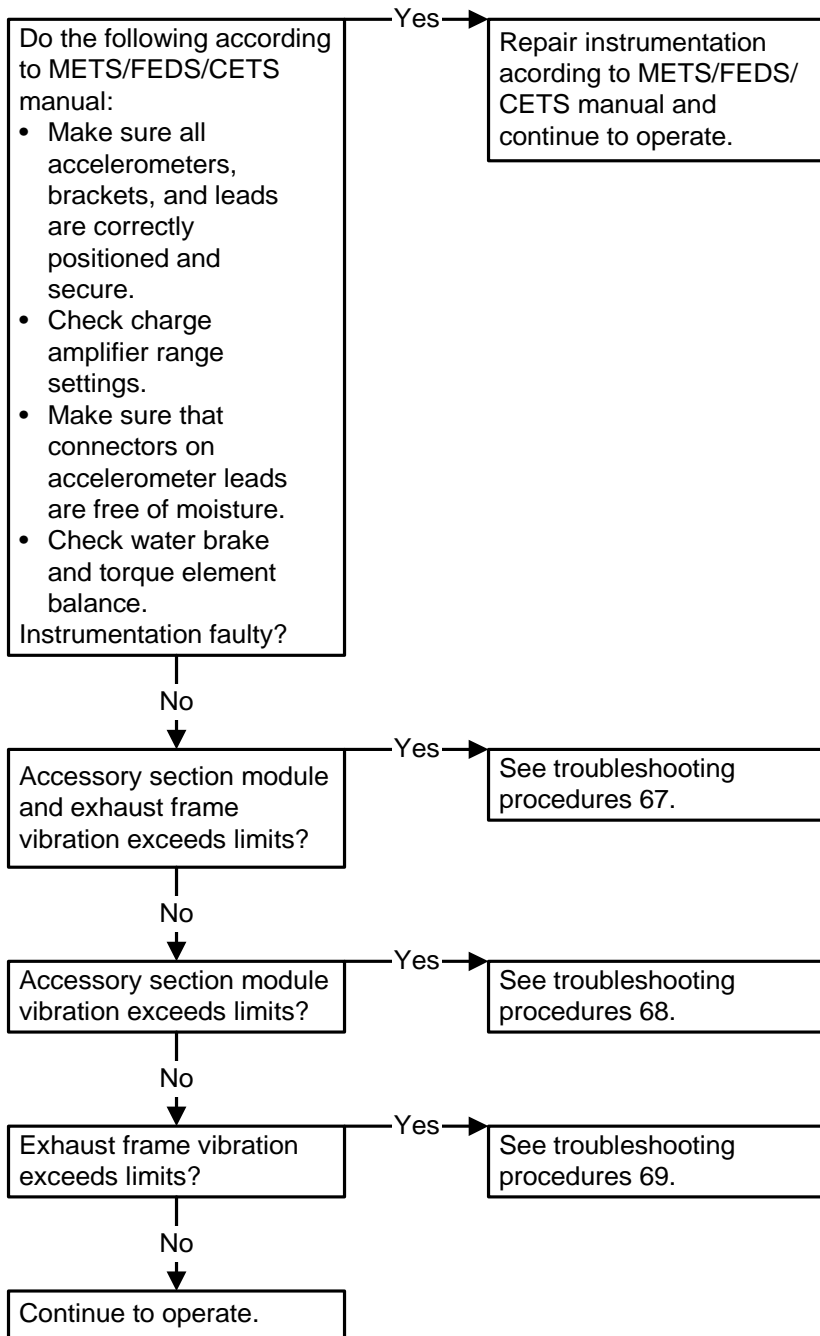 Do the following according
to METS/FEDS/CETS
manual:
• Make sure all
accelerometers,
brackets, and leads
are correctly
positioned and
secure.
• Check charge
amplifier range
settings.
• Make sure that
connectors on
accelerometer leads
are free of moisture.
• Check water brake
and torque element
balance.
Instrumentation faulty?
Yes
Repair instrumentation
acording to METS/FEDS/
CETS manual and
continue to operate.
No
Accessory section module
and exhaust frame
vibration exceeds limits?
Yes
See troubleshooting
procedures 67.
No
Accessory section module
vibration exceeds limits?
Yes
See troubleshooting
procedures 68.
No
Exhaust frame vibration
exceeds limits?
Yes
See troubleshooting
procedures 69.
No
Continue to operate.